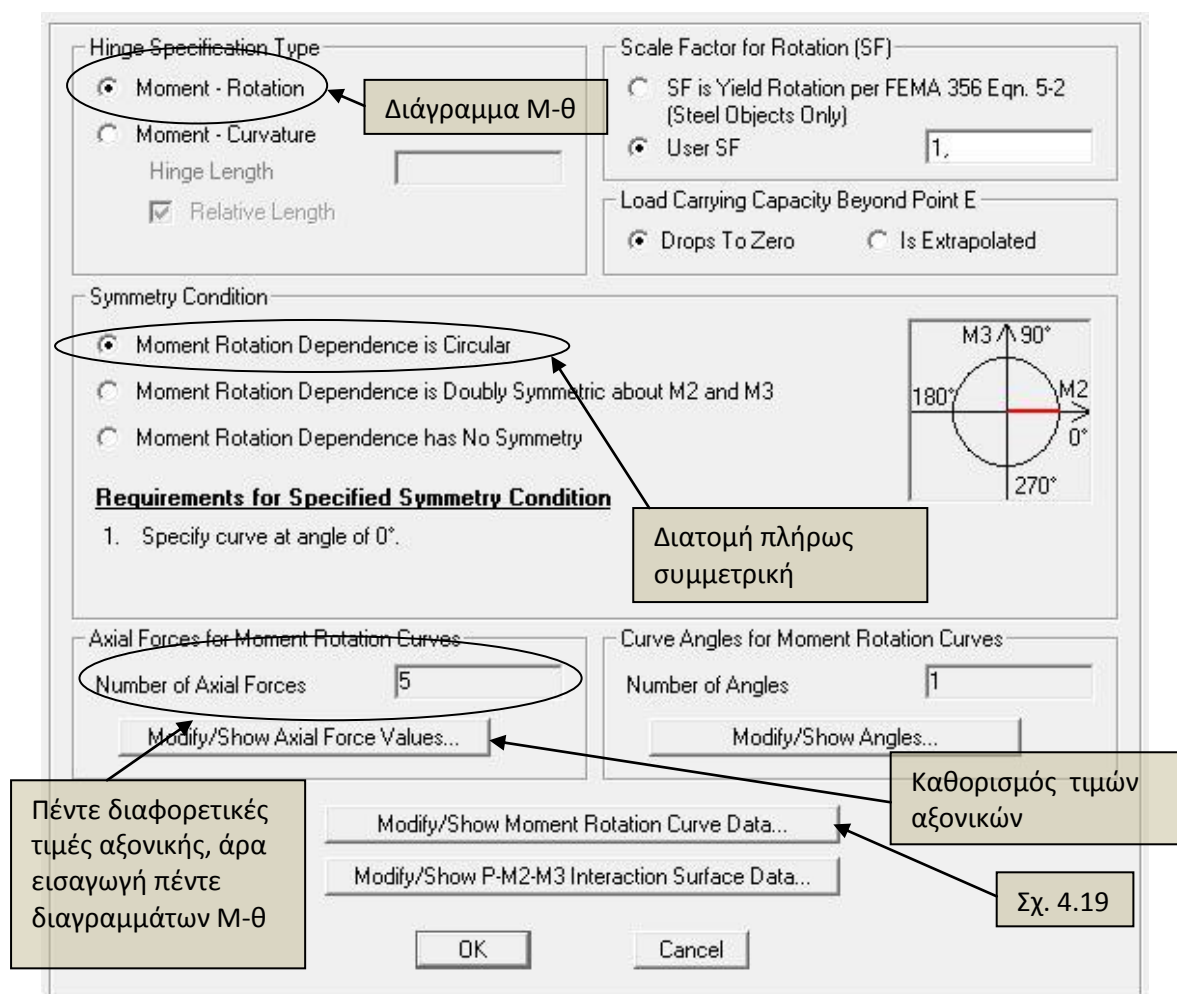 Hinge Specification Type
Moment - Rotation
Moment - Curvature
Hinge Length
Relative Length
Διάγραμμα Μ-θ
Scale Factor for Rotation (SF)
SF is Yield Rotation per FEMA 356 Eqn. 5-2
(Steel Objects Only)
User SF
1,
Load Carrying Capacity Beyond Point E
Drops To Zero
Is Extrapolated
Symmetry Condition
Moment Rotation Dependence is Circular
Moment Rotation Dependence is Doubly Symmetric about M2 and M3
Moment Rotation Dependence has No Symmetry
Requirements for Specified Symmetry Condition
1. Specify curve at angle of 0°.
M3
90°
180°
M2
0°
270°
Διατομή πλήρως
συμμετρική
Axial Forces for Moment Rotation Curves
Number of Axial Forces
5
Modify/Show Axial Force Values...
Curve Angles for Moment Rotation Curves
Number of Angles
1
Modify/Show Angles...
Καθορισμός τιμών
αξονικών
Πέντε διαφορετικές
τιμές αξονικής, άρα
εισαγωγή πέντε
διαγραμμάτων Μ-θ
Modify/Show Moment Rotation Curve Data...
Modify/Show P-M2-M3 Interaction Surface Data...
Σχ. 4.19
OK
Cancel